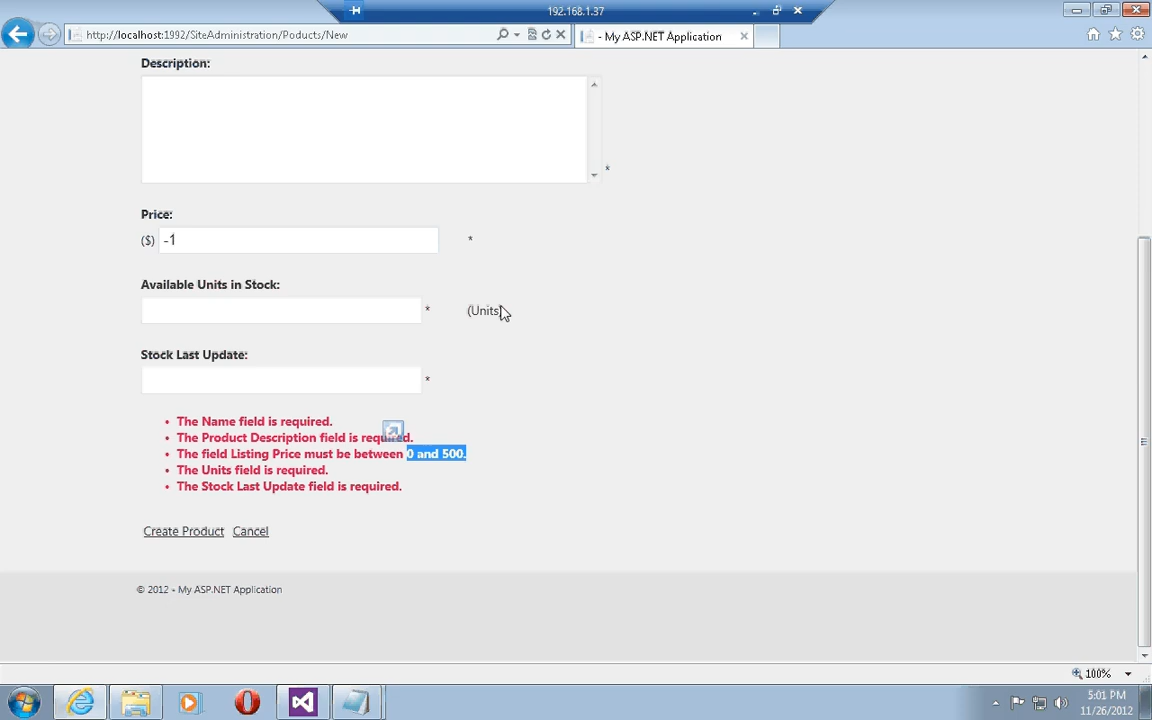 192.168.1.37
http://localhost:1992/SiteAdministration/Poducts/New
- My ASP.NET Application
Description:
*
Price:
($) -1 *
Available Units in Stock:
* (Units)
Stock Last Update:
*
• The Name field is required.
• The Product Description field is required.
• The field Listing Price must be between 0 and 500.
• The Units field is required.
• The Stock Last Update field is required.
Create Product Cancel
© 2012 - My ASP.NET Application
100%
5:01 PM
11/26/2012